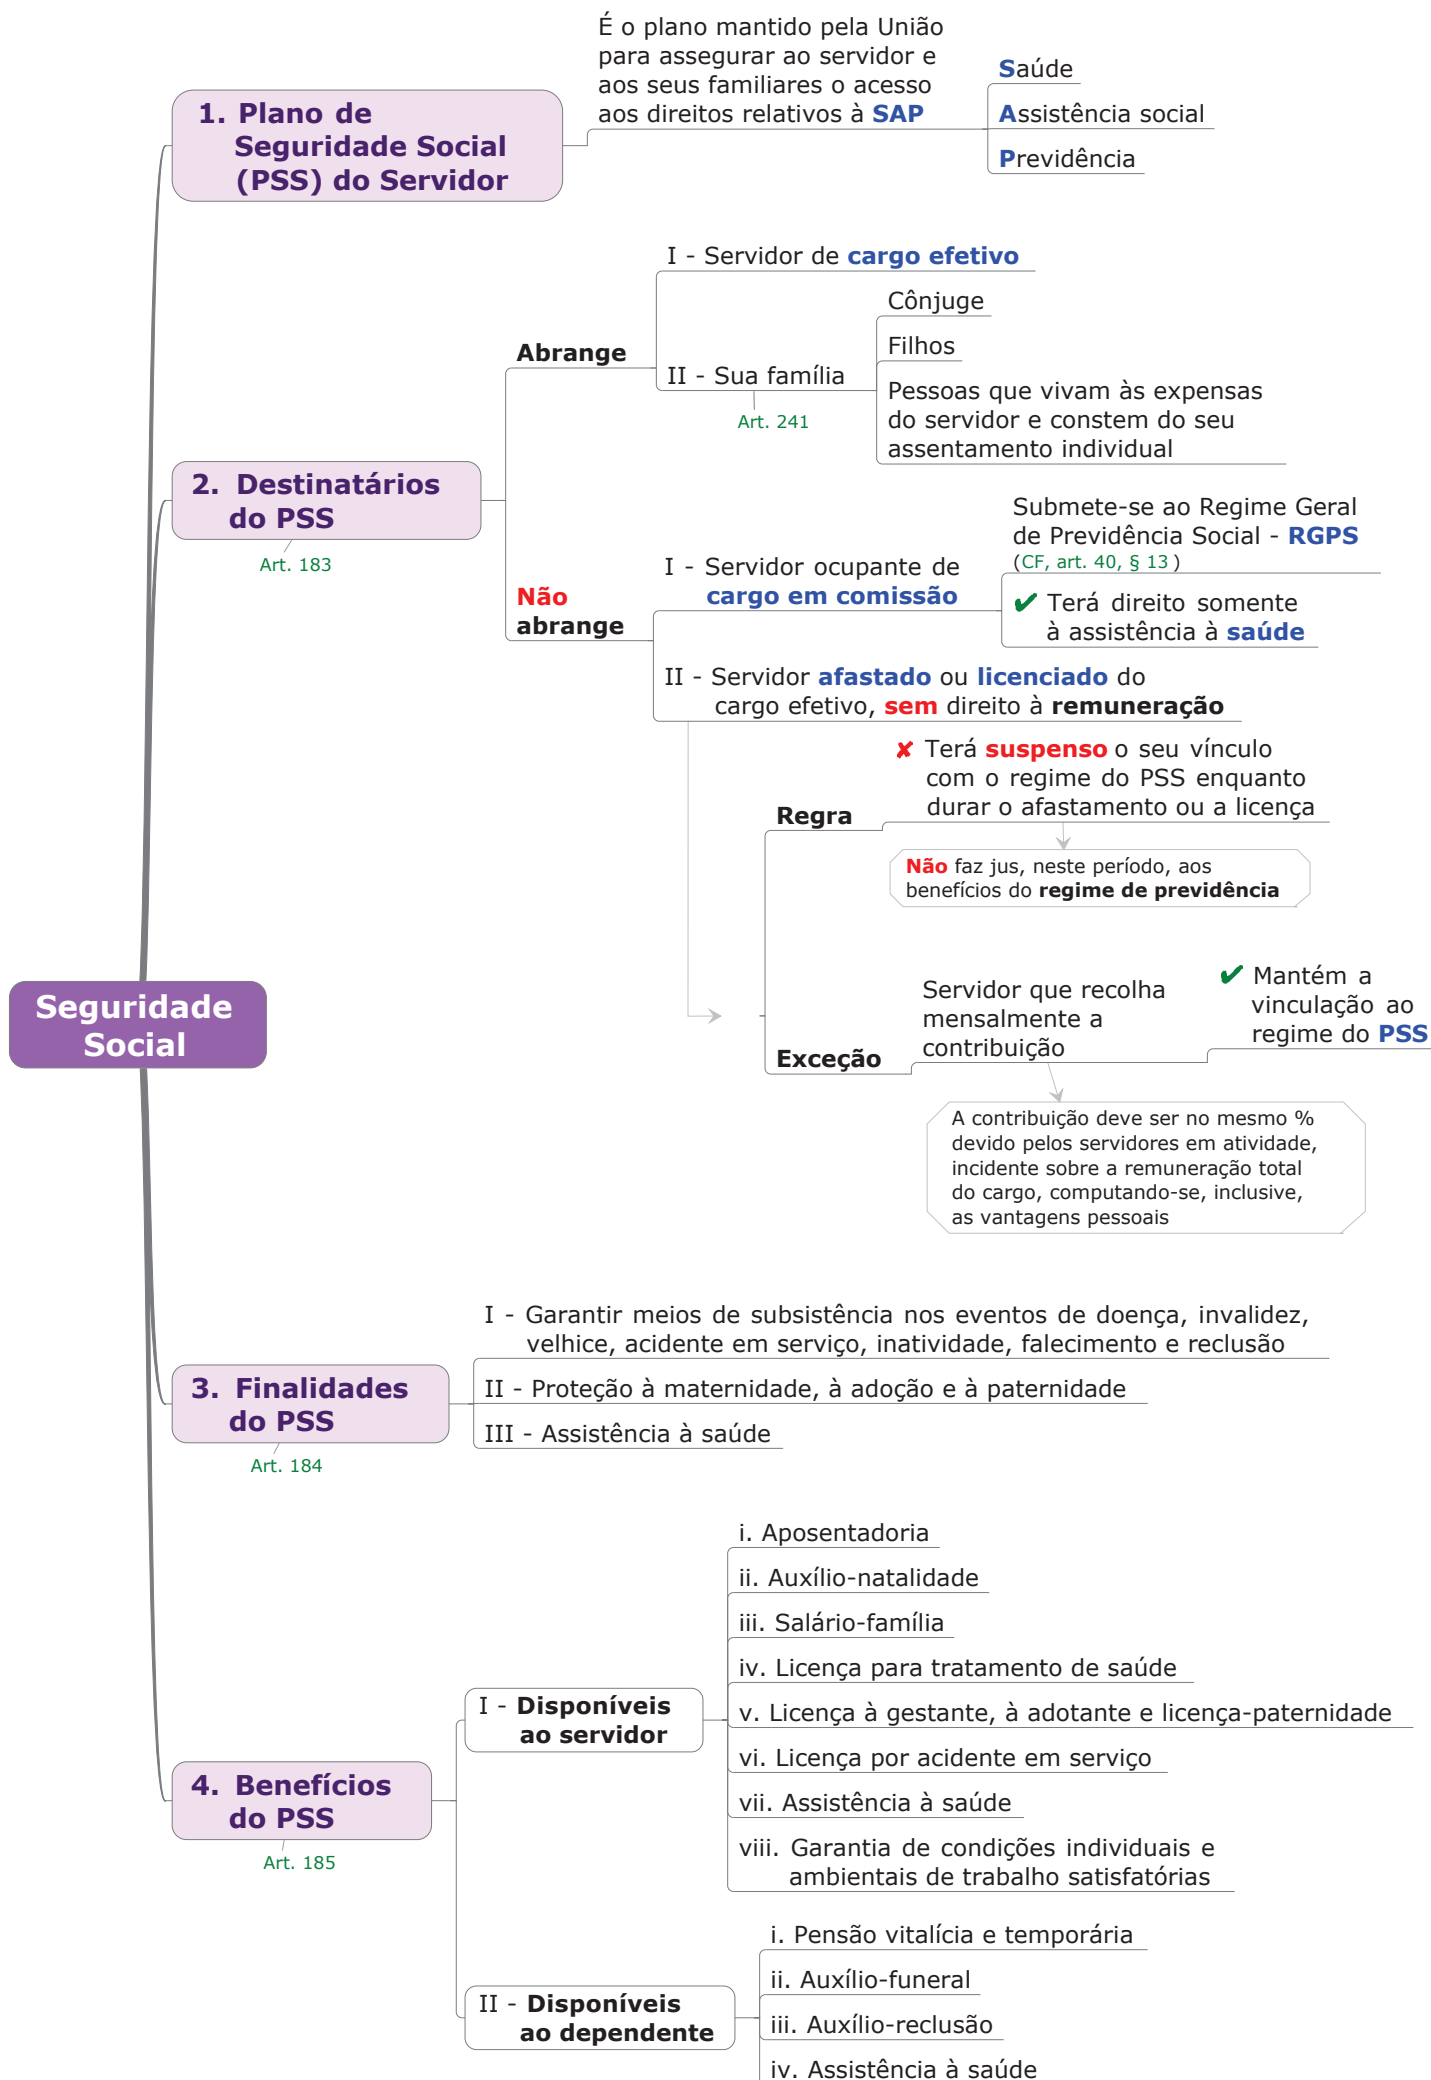 É o plano mantido pela União
para assegurar ao servidor e
aos seus familiares o acesso
aos direitos relativos à SAP
Saúde
Assistência social
Previdência
1. Plano de
Seguridade Social
(PSS) do Servidor
I - Servidor de cargo efetivo
Cônjuge
Filhos
Pessoas que vivam às expensas
do servidor e constem do seu
assentamento individual
Abrange
II - Sua família
Art. 241
2. Destinatários
do PSS
Art. 183
Não
abrange
I - Servidor ocupante de
cargo em comissão
Submete-se ao Regime Geral
de Previdência Social - RGPS
(CF, art. 40, § 13 )
✔ Terá direito somente
à assistência à saúde
II - Servidor afastado ou licenciado do
cargo efetivo, sem direito à remuneração
Regra
✘ Terá suspenso o seu vínculo
com o regime do PSS enquanto
durar o afastamento ou a licença
Não faz jus, neste período, aos
benefícios do regime de previdência
Exceção
Servidor que recolha
mensalmente a
contribuição
✔ Mantém a
vinculação ao
regime do PSS
A contribuição deve ser no mesmo %
devido pelos servidores em atividade,
incidente sobre a remuneração total
do cargo, computando-se, inclusive,
as vantagens pessoais
Seguridade
Social
3. Finalidades
do PSS
Art. 184
I - Garantir meios de subsistência nos eventos de doença, invalidez,
velhice, acidente em serviço, inatividade, falecimento e reclusão
II - Proteção à maternidade, à adoção e à paternidade
III - Assistência à saúde
4. Benefícios
do PSS
Art. 185
I - Disponíveis
ao servidor
i. Aposentadoria
ii. Auxílio-natalidade
iii. Salário-família
iv. Licença para tratamento de saúde
v. Licença à gestante, à adotante e licença-paternidade
vi. Licença por acidente em serviço
vii. Assistência à saúde
viii. Garantia de condições individuais e
ambientais de trabalho satisfatórias
II - Disponíveis
ao dependente
i. Pensão vitalícia e temporária
ii. Auxílio-funeral
iii. Auxílio-reclusão
iv. Assistência à saúde